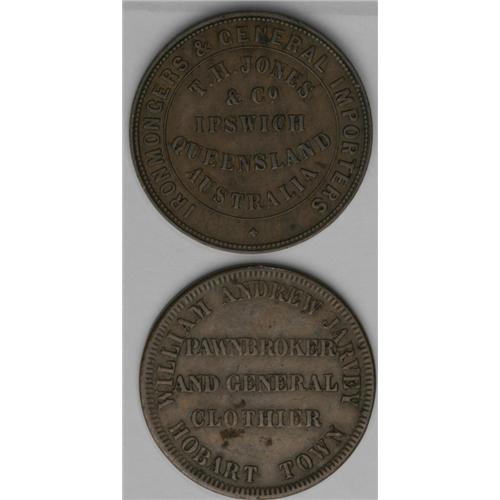 IRONMONGERS & GENERAL IMPORTERS
T. H. JONES
& Co
IPSWICH
QUEENSLAND
AUSTRALIA
WILLIAM ANDREW JARVEY
PAWNBROKER
AND GENERAL
CLOTHIER
HOBART TOWN